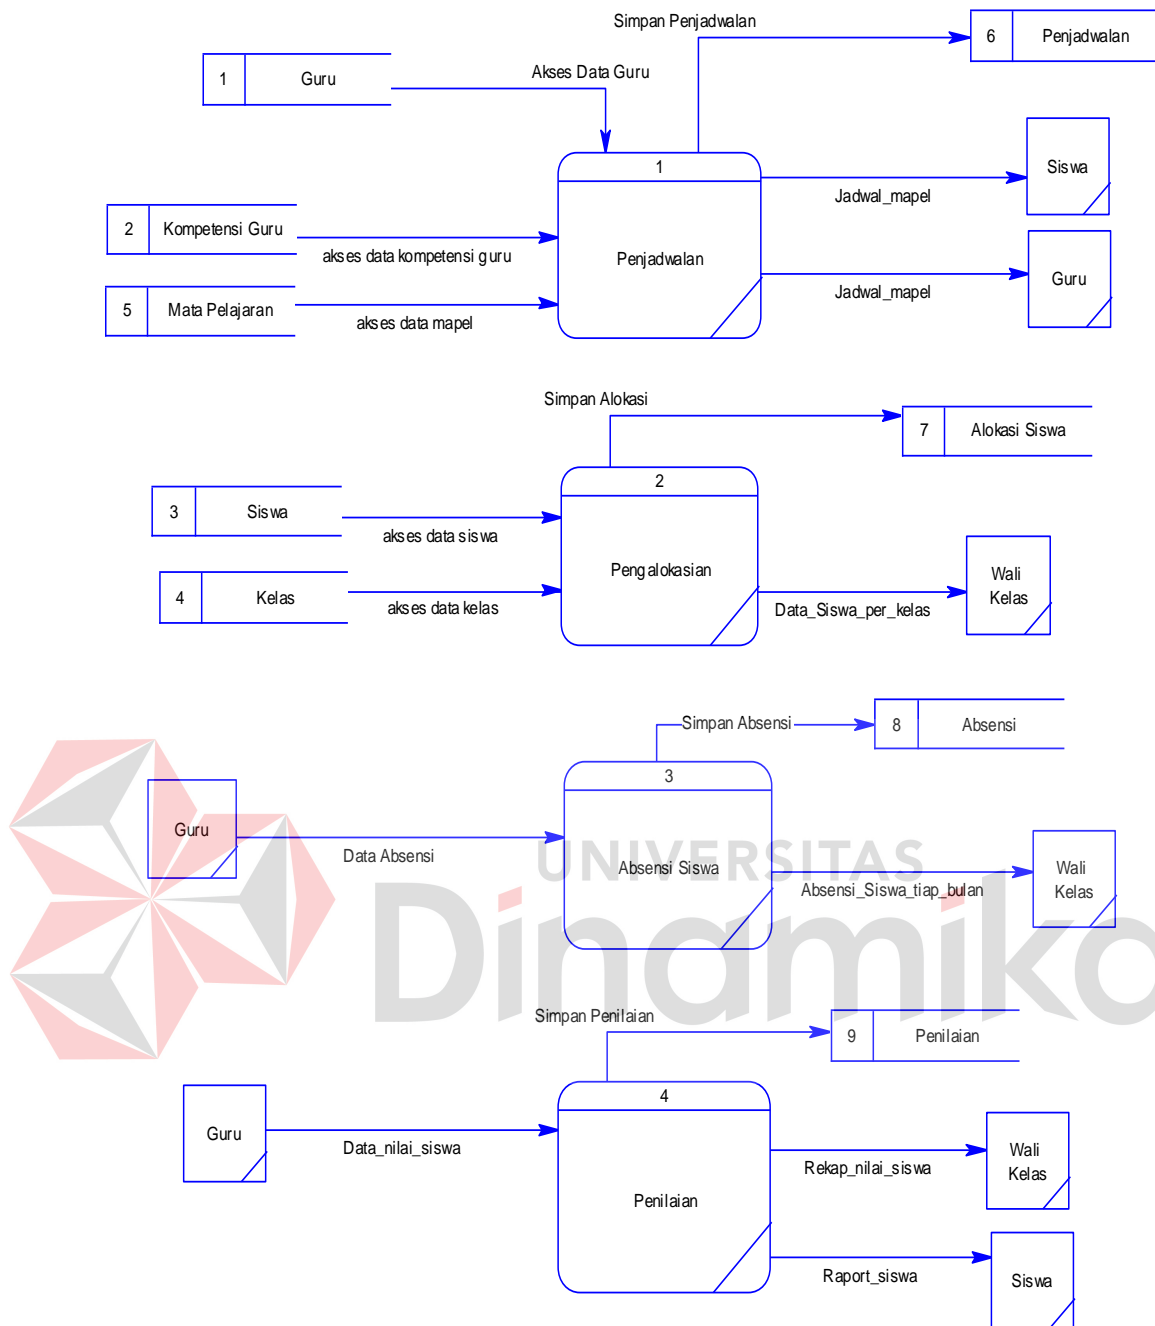 Simpan Penjadwalan
6 Penjadwalan
1 Guru
Akses Data Guru
1
Siswa
Jadwal_mapel
2 Kompetensi Guru
akses data kompetensi guru
Penjadwalan
Guru
Jadwal_mapel
5 Mata Pelajaran
akses data mapel
Simpan Alokasi
7 Alokasi Siswa
2
3 Siswa
akses data siswa
Pengalokasian
Wali
Kelas
4 Kelas
akses data kelas
Data_Siswa_per_kelas
Simpan Absensi
8 Absensi
3
Guru
Data Absensi
Absensi Siswa
Wali
Kelas
Absensi_Siswa_tiap_bulan
UNIVERSITAS
Dinamika
Simpan Penilaian
9 Penilaian
4
Guru
Data_nilai_siswa
Wali
Kelas
Rekap_nilai_siswa
Penilaian
Raport_siswa
Siswa